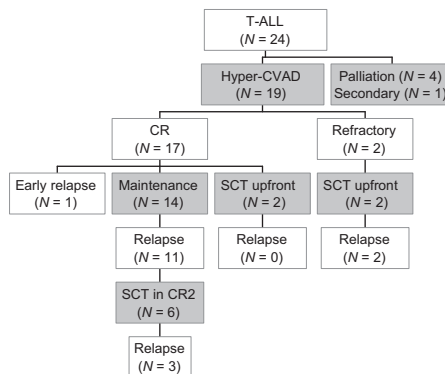 T-ALL
(N = 24)
Hyper-CVAD
(N = 19)
Palliation (N = 4)
Secondary (N = 1)
CR
(N = 17)
Refractory
(N = 2)
Early relapse
(N = 1)
Maintenance
(N = 14)
SCT upfront
(N = 2)
SCT upfront
(N = 2)
Relapse
(N = 11)
Relapse
(N = 0)
Relapse
(N = 2)
SCT in CR2
(N = 6)
Relapse
(N = 3)